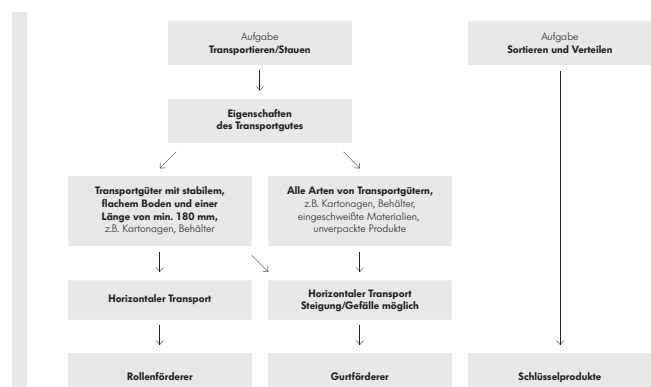 Aufgabe
Transportieren/Stauen
Aufgabe
Sortieren und Verteilen
Eigenschaften
des Transportgutes
Transportgüter mit stabilem,
flachem Boden und einer
Länge von min. 180 mm,
z.B. Kartonagen, Behälter
Alle Arten von Transportgütern,
z.B. Kartonagen, Behälter,
eingeschweißte Materialien,
unverpackte Produkte
Horizontaler Transport
Horizontaler Transport
Steigung/Gefälle möglich
Rollenförderer
Gurtförderer
Schlüsselprodukte